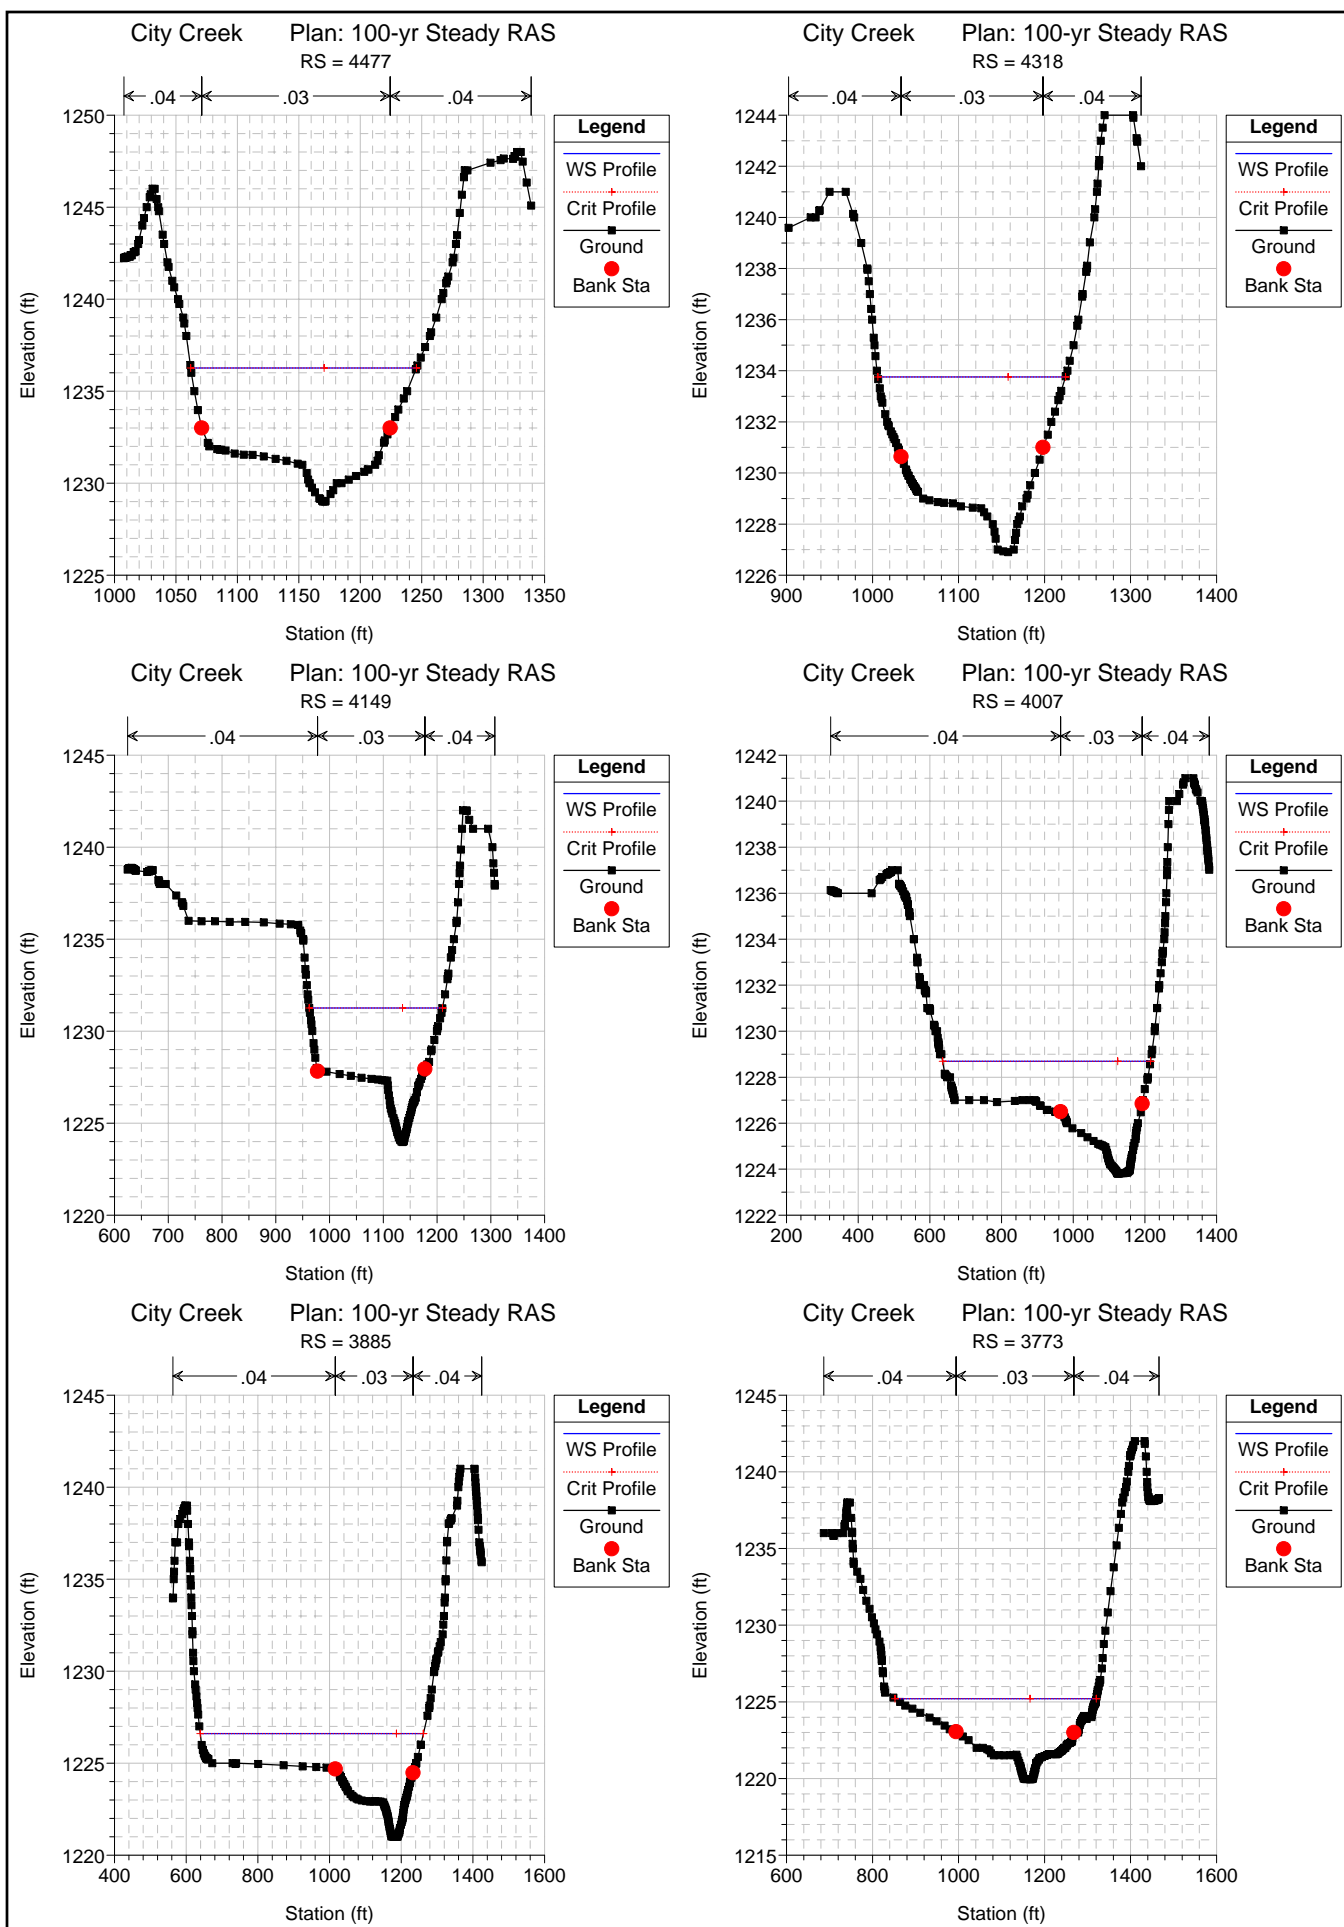 City Creek Plan: 100-yr Steady RAS
RS = 4477
.04 .03 .04
1250
1245
1240
1235
1230
1225
Elevation (ft)
1000 1050 1100 1150 1200 1250 1300 1350
Station (ft)
Legend
WS Profile
Crit Profile
Ground
Bank Sta
City Creek Plan: 100-yr Steady RAS
RS = 4318
.04 .03 .04
1244
1242
1240
1238
1236
1234
1232
1230
1228
1226
Elevation (ft)
900 1000 1100 1200 1300 1400
Station (ft)
Legend
WS Profile
Crit Profile
Ground
Bank Sta
City Creek Plan: 100-yr Steady RAS
RS = 4149
.04 .03 .04
1245
1240
1235
1230
1225
1220
Elevation (ft)
600 700 800 900 1000 1100 1200 1300 1400
Station (ft)
Legend
WS Profile
Crit Profile
Ground
Bank Sta
City Creek Plan: 100-yr Steady RAS
RS = 4007
.04 .03 .04
1242
1240
1238
1236
1234
1232
1230
1228
1226
1224
1222
Elevation (ft)
200 400 600 800 1000 1200 1400
Station (ft)
Legend
WS Profile
Crit Profile
Ground
Bank Sta
City Creek Plan: 100-yr Steady RAS
RS = 3885
.04 .03 .04
1245
1240
1235
1230
1225
1220
Elevation (ft)
400 600 800 1000 1200 1400 1600
Station (ft)
Legend
WS Profile
Crit Profile
Ground
Bank Sta
City Creek Plan: 100-yr Steady RAS
RS = 3773
.04 .03 .04
1245
1240
1235
1230
1225
1220
1215
Elevation (ft)
600 800 1000 1200 1400 1600
Station (ft)
Legend
WS Profile
Crit Profile
Ground
Bank Sta